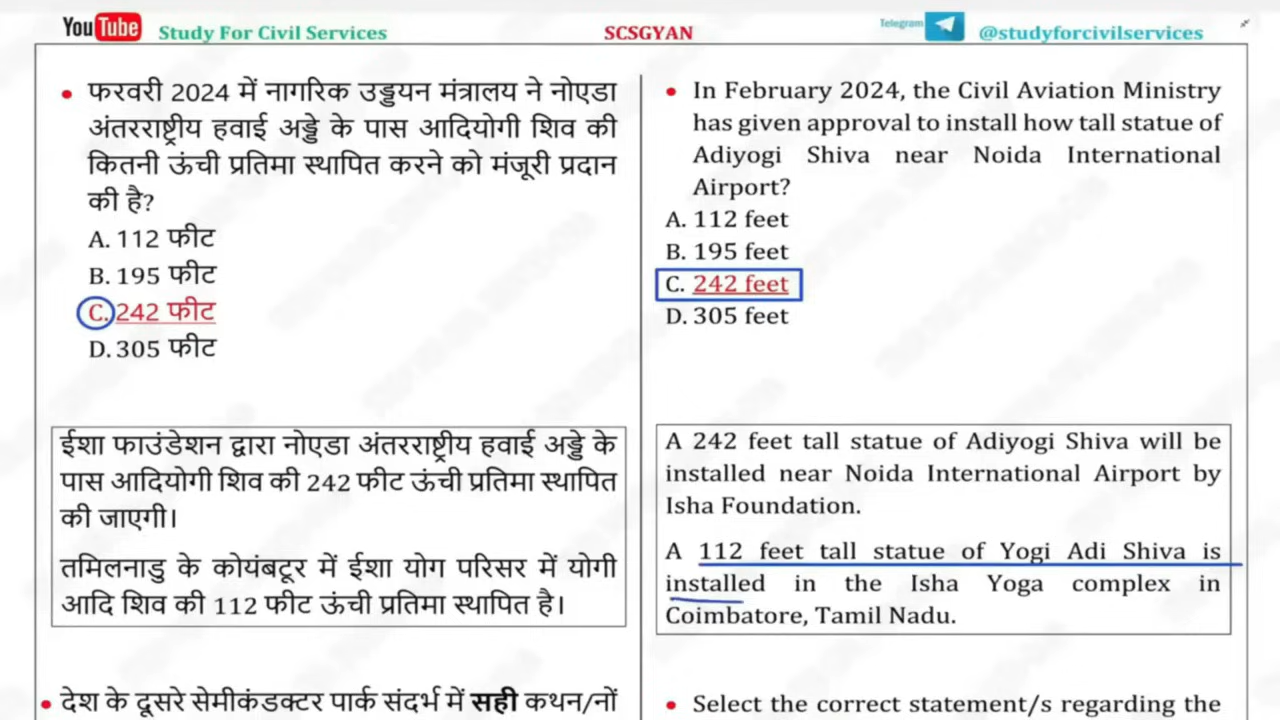 YouTube Study For Civil Services SCSGYAN Telegram @studyforcivilservices
• फरवरी 2024 में नागरिक उड्डयन मंत्रालय ने नोएडा
अंतरराष्ट्रीय हवाई अड्डे के पास आदियोगी शिव की
कितनी ऊंची प्रतिमा स्थापित करने को मंजूरी प्रदान
की है?
A. 112 फीट
B. 195 फीट
C. 242 फीट
D. 305 फीट
ईशा फाउंडेशन द्वारा नोएडा अंतरराष्ट्रीय हवाई अड्डे के
पास आदियोगी शिव की 242 फीट ऊंची प्रतिमा स्थापित
की जाएगी।
तमिलनाडु के कोयंबटूर में ईशा योग परिसर में योगी
आदि शिव की 112 फीट ऊंची प्रतिमा स्थापित है।
• देश के दूसरे सेमीकंडक्टर पार्क संदर्भ में सही कथन/नों
• In February 2024, the Civil Aviation Ministry
has given approval to install how tall statue of
Adiyogi Shiva near Noida International
Airport?
A. 112 feet
B. 195 feet
C. 242 feet
D. 305 feet
A 242 feet tall statue of Adiyogi Shiva will be
installed near Noida International Airport by
Isha Foundation.
A 112 feet tall statue of Yogi Adi Shiva is
installed in the Isha Yoga complex in
Coimbatore, Tamil Nadu.
• Select the correct statement/s regarding the